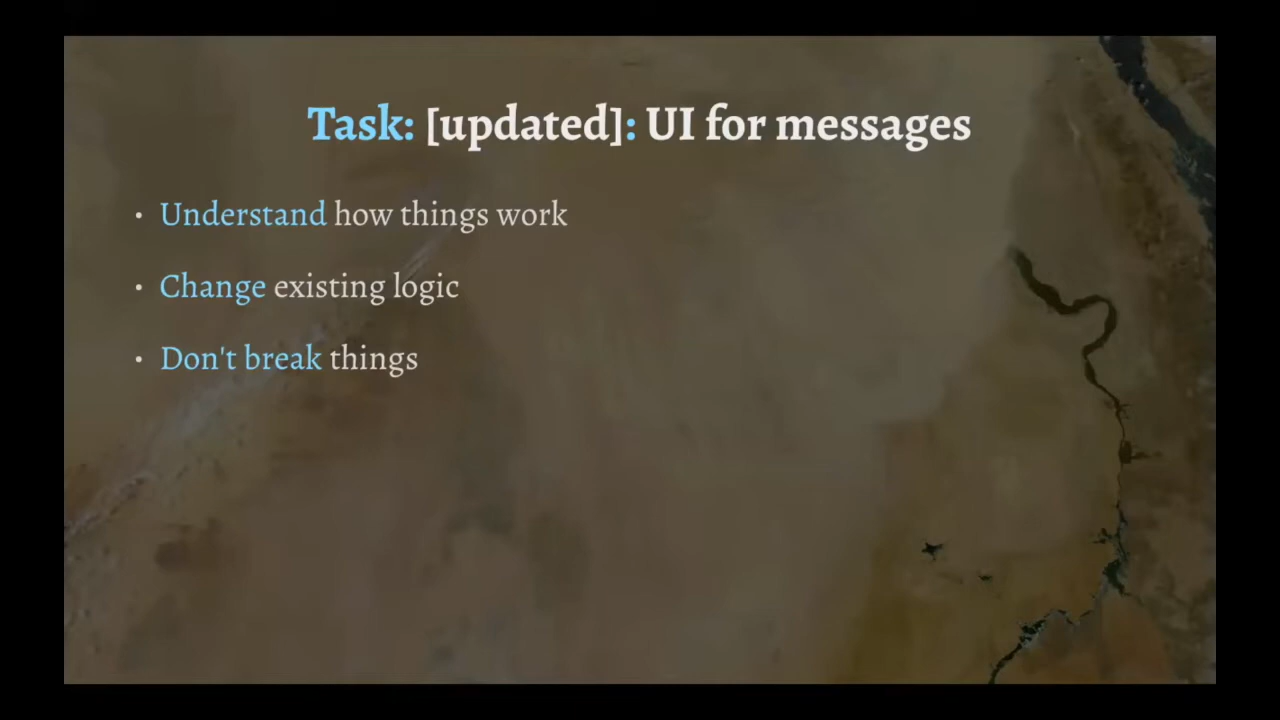 Task: [updated]: UI for messages
• Understand how things work
• Change existing logic
• Don't break things